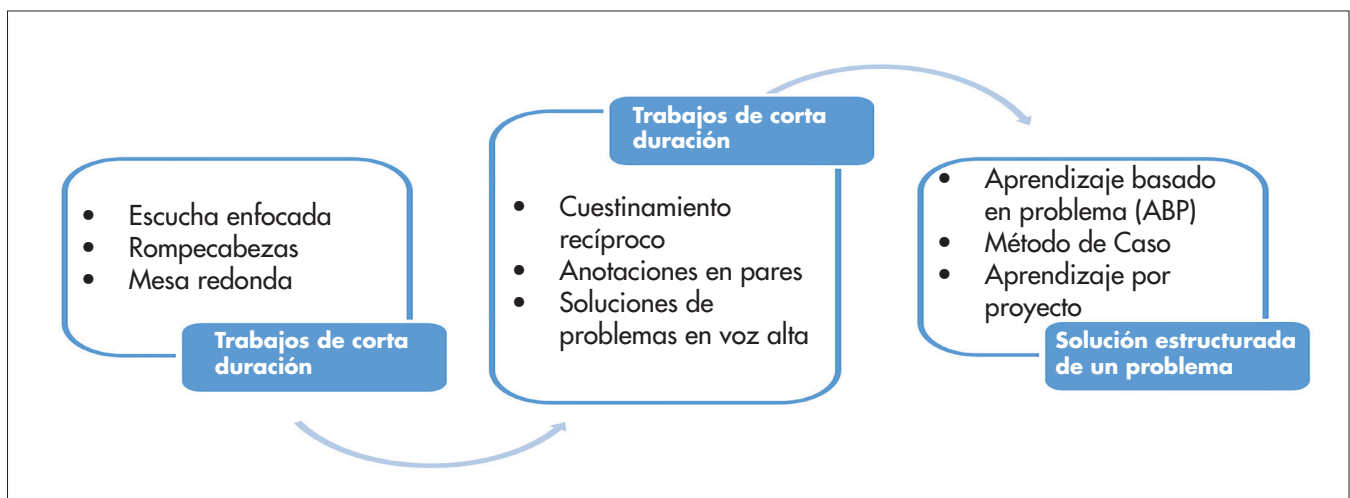 • Escucha enfocada
• Rompecabezas
• Mesa redonda
Trabajos de corta
duración
Trabajos de corta
duración
• Cuestinamiento
recíproco
• Anotaciones en pares
• Soluciones de
problemas en voz alta
• Aprendizaje basado
en problema (ABP)
• Método de Caso
• Aprendizaje por
proyecto
Solución estructurada
de un problema